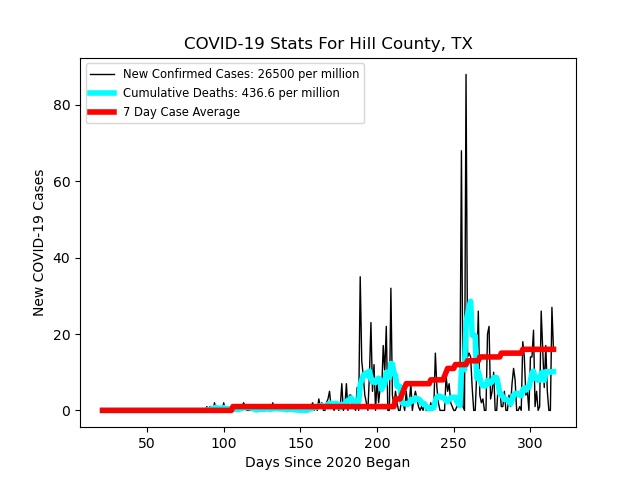 COVID-19 Stats For Hill County, TX
New Confirmed Cases: 26500 per million
Cumulative Deaths: 436.6 per million
7 Day Case Average
New COVID-19 Cases
80
60
40
20
0
50 100 150 200 250 300
Days Since 2020 Began